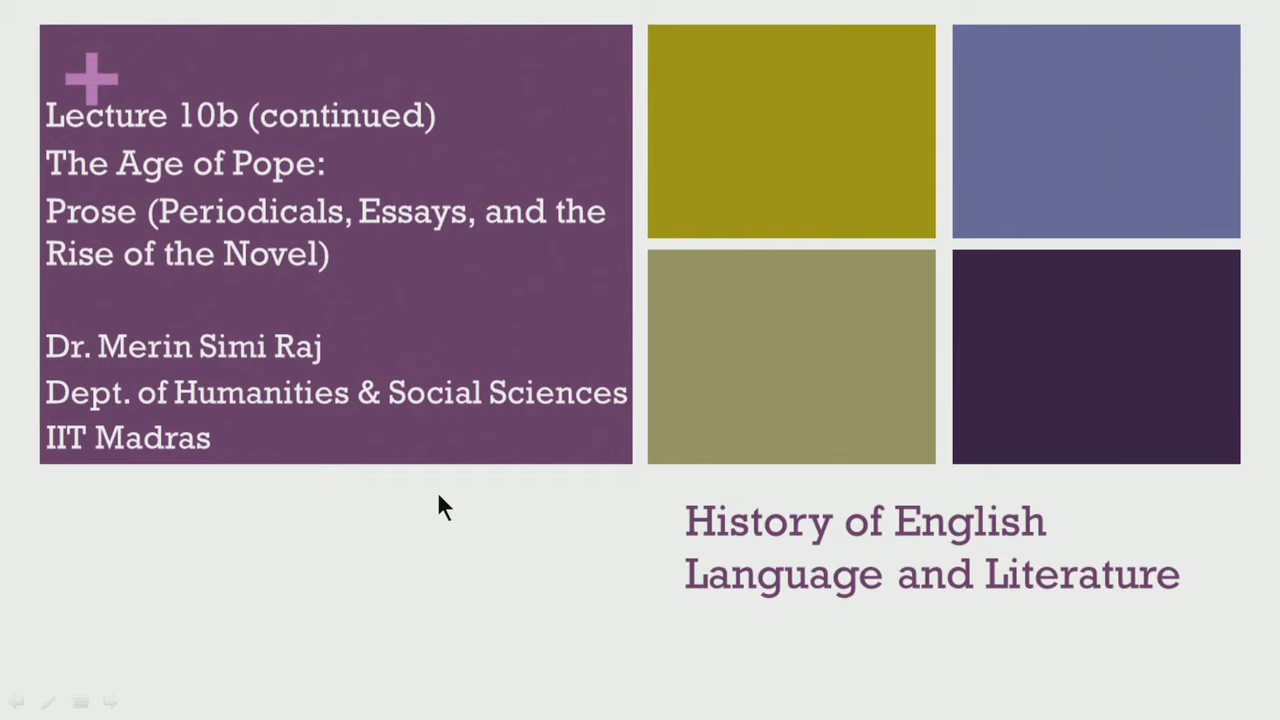 Lecture 10b (continued)
The Age of Pope:
Prose (Periodicals, Essays, and the
Rise of the Novel)
Dr. Merin Simi Raj
Dept. of Humanities & Social Sciences
IIT Madras
History of English
Language and Literature